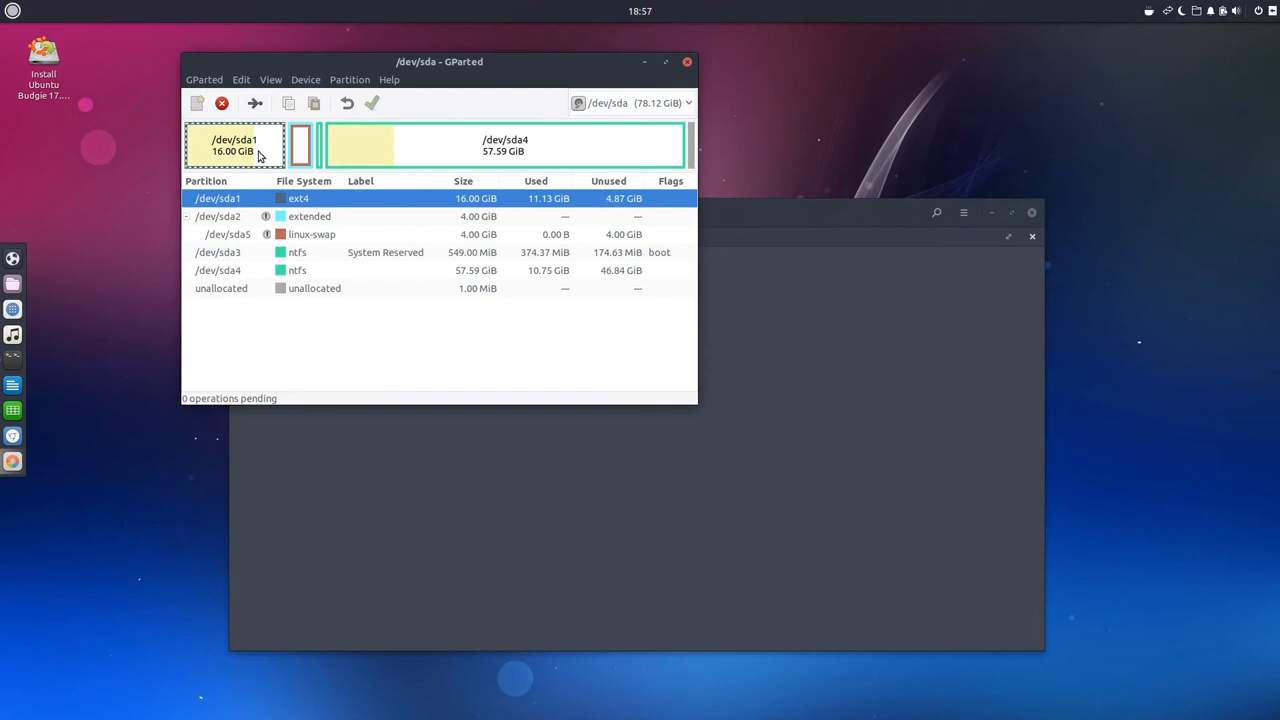 18:57
Install
Ubuntu
Budgie 17....
/dev/sda - GParted
GParted Edit View Device Partition Help
/dev/sda (78.12 GiB)
/dev/sda1
16.00 GiB
/dev/sda4
57.59 GiB
Partition File System Label Size Used Unused Flags
/dev/sda1 ext4 16.00 GiB 11.13 GiB 4.87 GiB
/dev/sda2 extended 4.00 GiB — —
/dev/sda5 linux-swap 4.00 GiB 0.00 B 4.00 GiB
/dev/sda3 ntfs System Reserved 549.00 MiB 374.37 MiB 174.63 MiB boot
/dev/sda4 ntfs 57.59 GiB 10.75 GiB 46.84 GiB
unallocated unallocated 1.00 MiB — —
0 operations pending